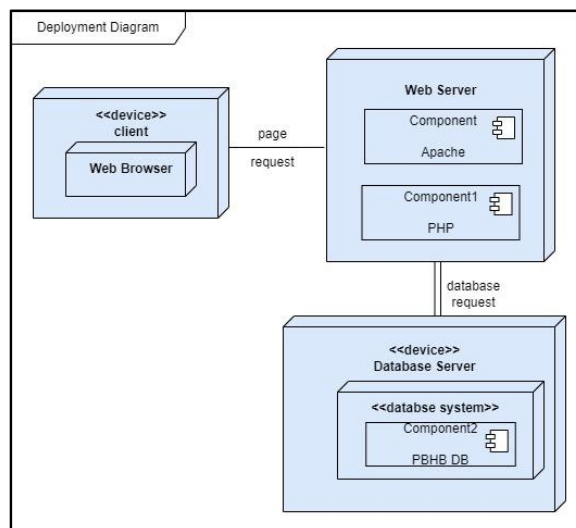 Deployment Diagram
<<device>>
client
Web Browser
page
request
Web Server
Component
Apache
Component1
PHP
database
request
<<device>>
Database Server
<<databse system>>
Component2
PBHB DB